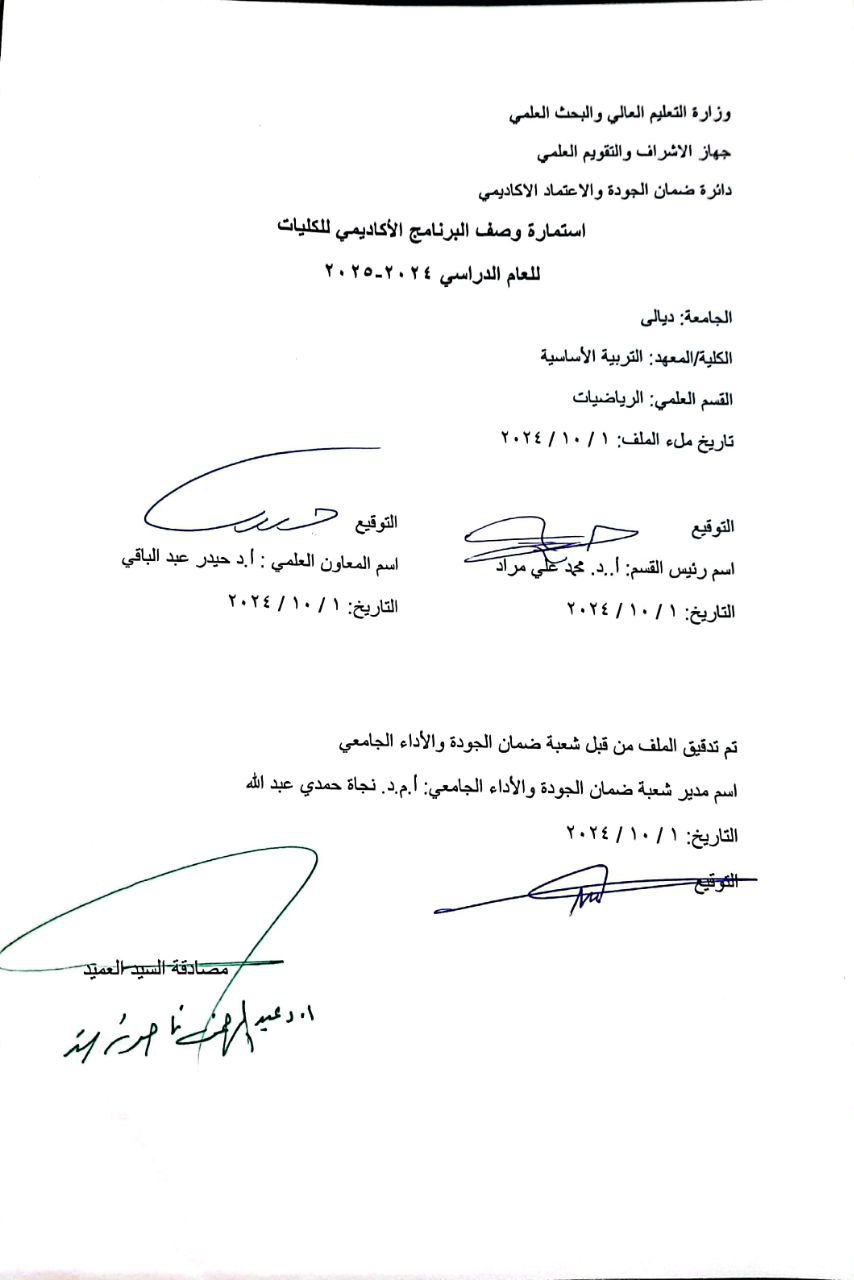 وزارة التعليم العالي والبحث العلمي
جهاز الاشراف والتقويم العلمي
دائرة ضمان الجودة والاعتماد الاكاديمي
استمارة وصف البرنامج الأكاديمي للكليات
للعام الدراسي ٢٠٢٤-٢٠٢٥
الجامعة: ديالى
الكلية/المعهد: التربية الأساسية
القسم العلمي: الرياضيات
تاريخ ملء الملف: ١ / ١٠ / ٢٠٢٤
التوقيع
اسم رئيس القسم: أ..د. محمد علي مراد
التاريخ: ١ / ١٠ / ٢٠٢٤
التوقيع
اسم المعاون العلمي : أ.د حيدر عبد الباقي
التاريخ: ١ / ١٠ / ٢٠٢٤
تم تدقيق الملف من قبل شعبة ضمان الجودة والأداء الجامعي
اسم مدير شعبة ضمان الجودة والأداء الجامعي: أ.م.د. نجاة حمدي عبد الله
التاريخ: ١ / ١٠ / ٢٠٢٤
التوقيع
مصادقة السيد العميد
ا.د عبد الرحمن